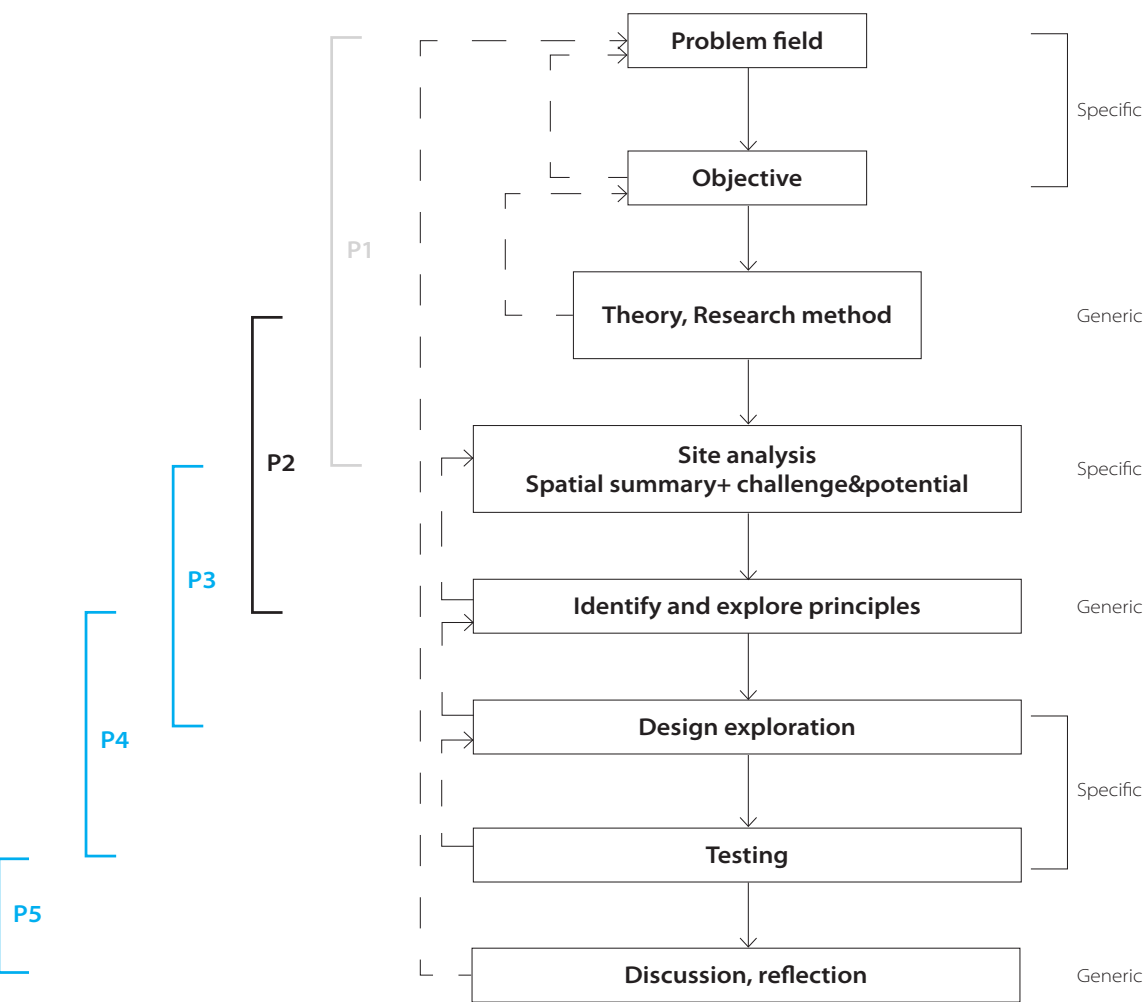 Problem field
Specific
Objective
P1
Theory, Research method
Generic
Site analysis
Spatial summary+ challenge&potential
P2
Specific
P3
Identify and explore principles
Generic
Design exploration
P4
Specific
Testing
P5
Discussion, reflection
Generic